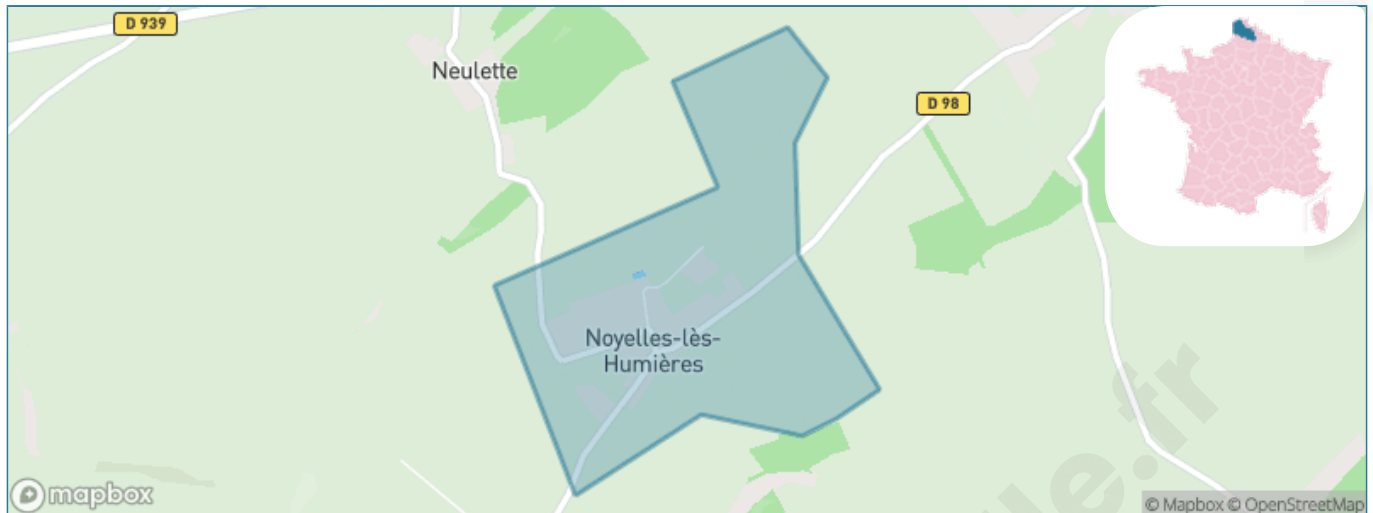 D 939
Neulette
D 98
Noyelles-lès-
Humières
mapbox
© Mapbox © OpenStreetMap